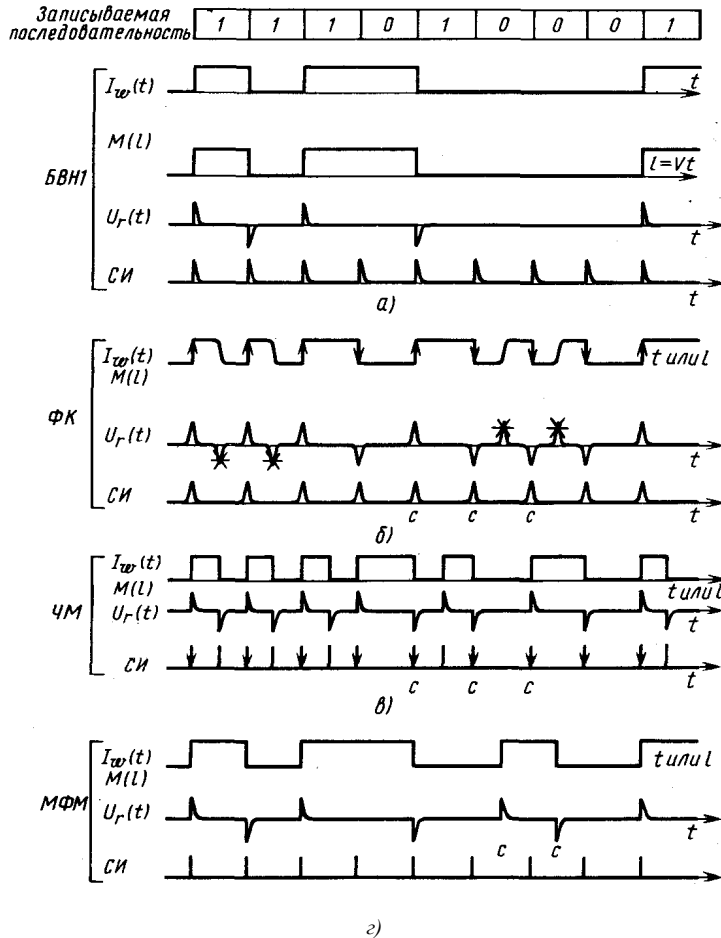 Записываемая
последовательность
1 1 1 0 1 0 0 0 1
I𝑤(t)
t
M(l)
БВН1
l=Vt
Ur(t)
t
СИ
t
а)
Iw(t)
M(l)
t или l
ФК
Ur(t)
t
СИ
c c c
t
б)
Iw(t)
M(l)
t или l
ЧМ
Ur(t)
t
СИ
c c c
t
в)
Iw(t)
M(l)
t или l
МФМ
Ur(t)
t
c c
СИ
г)